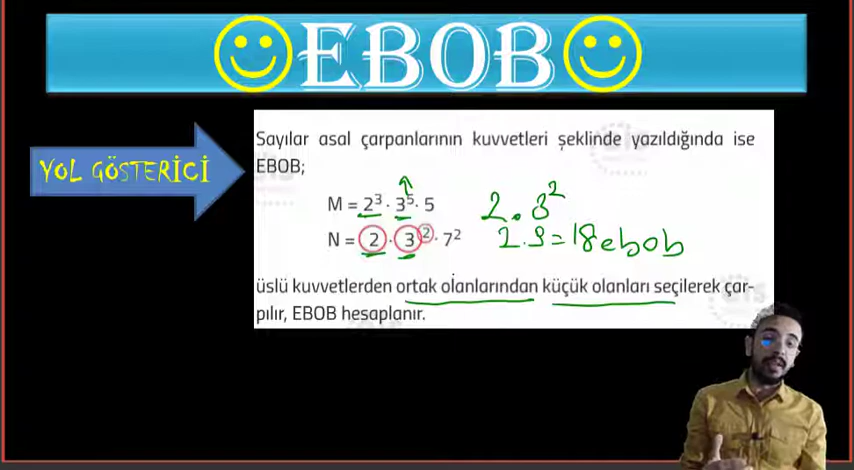 EBOB
YOL GÖSTERİCİ
Sayılar asal çarpanlarının kuvvetleri şeklinde yazıldığında ise
EBOB;
M = 2³ · 3⁵ · 5
N = 2 · 3² · 7²
2 . 3²
2.9=18 ebob
üslü kuvvetlerden ortak olanlarından küçük olanları seçilerek çar-
pılır, EBOB hesaplanır.